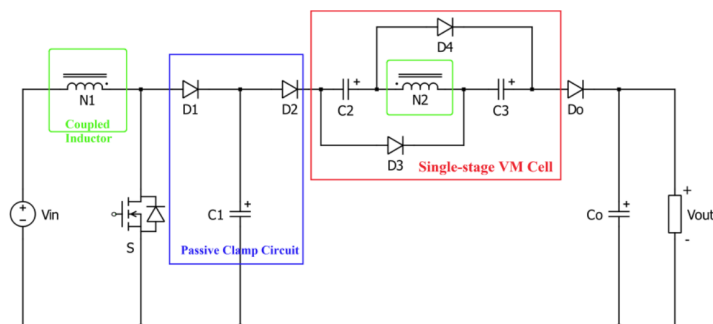 D4
N1
Coupled
Inductor
D1
D2
C2
N2
C3
Do
D3
Single-stage VM Cell
+
-
Vin
S
C1
+
Passive Clamp Circuit
+
+
Co
+
+
Vout
-